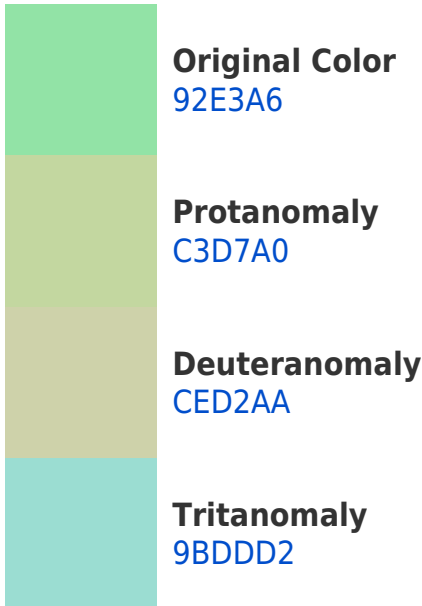 Original Color
92E3A6
Protanomaly
C3D7A0
Deuteranomaly
CED2AA
Tritanomaly
9BDDD2